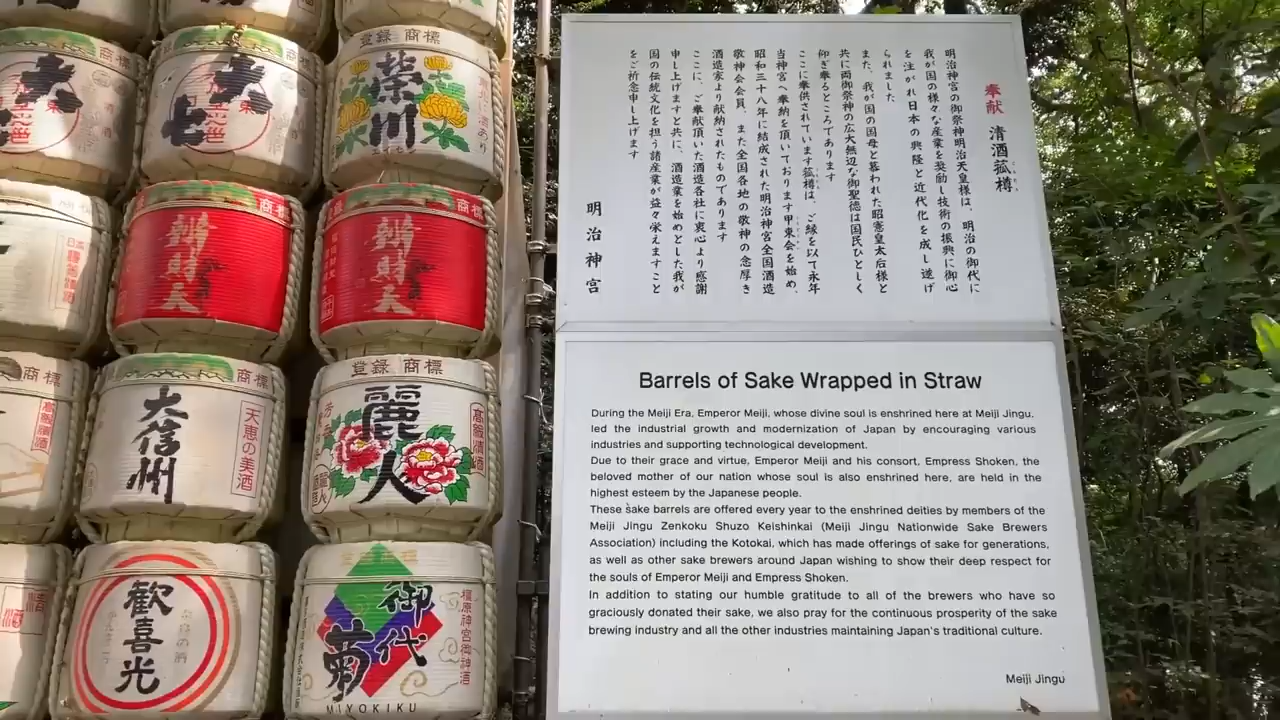 登録 商標
榮川
商標
商標
辯財天
辯財天
商標
登録 商標
商標
大信州
天恵の美酒
麗人
高級清酒
歓喜光
御代菊
橿原神宮御神酒
MIYOKIKU
奉献 清酒菰樽
明治神宮の御祭神明治天皇様は、明治の御代に
我が国の様々な産業を奨励し技術の振興に御心
を注がれ日本の興隆と近代化を成し遂げ
られました
また、我が国の国母と慕われた昭憲皇太后様と
共に両御祭神の広大無辺な御聖徳は国民ひとしく
仰ぎ奉るところであります
ここに奉供されています菰樽は、ご縁を以て永年
当神宮へ奉納を頂いております甲東会を始め、
昭和三十八年に結成された明治神宮全国酒造
敬神会会員、また全国各地の敬神の念厚き
酒造家より献納されたものであります
ここに、ご奉献頂いた酒造各社に衷心より感謝
申し上げますと共に、酒造業を始めとした我が
国の伝統文化を担う諸産業が益々栄えますこと
をご祈念申し上げます
明治神宮
Barrels of Sake Wrapped in Straw
During the Meiji Era, Emperor Meiji, whose divine soul is enshrined here at Meiji Jingu,
led the industrial growth and modernization of Japan by encouraging various
industries and supporting technological development.
Due to their grace and virtue, Emperor Meiji and his consort, Empress Shoken, the
beloved mother of our nation whose soul is also enshrined here, are held in the
highest esteem by the Japanese people.
These sake barrels are offered every year to the enshrined deities by members of the
Meiji Jingu Zenkoku Shuzo Keishinkai (Meiji Jingu Nationwide Sake Brewers
Association) including the Kotokai, which has made offerings of sake for generations,
as well as other sake brewers around Japan wishing to show their deep respect for
the souls of Emperor Meiji and Empress Shoken.
In addition to stating our humble gratitude to all of the brewers who have so
graciously donated their sake, we also pray for the continuous prosperity of the sake
brewing industry and all the other industries maintaining Japan's traditional culture.
Meiji Jingu